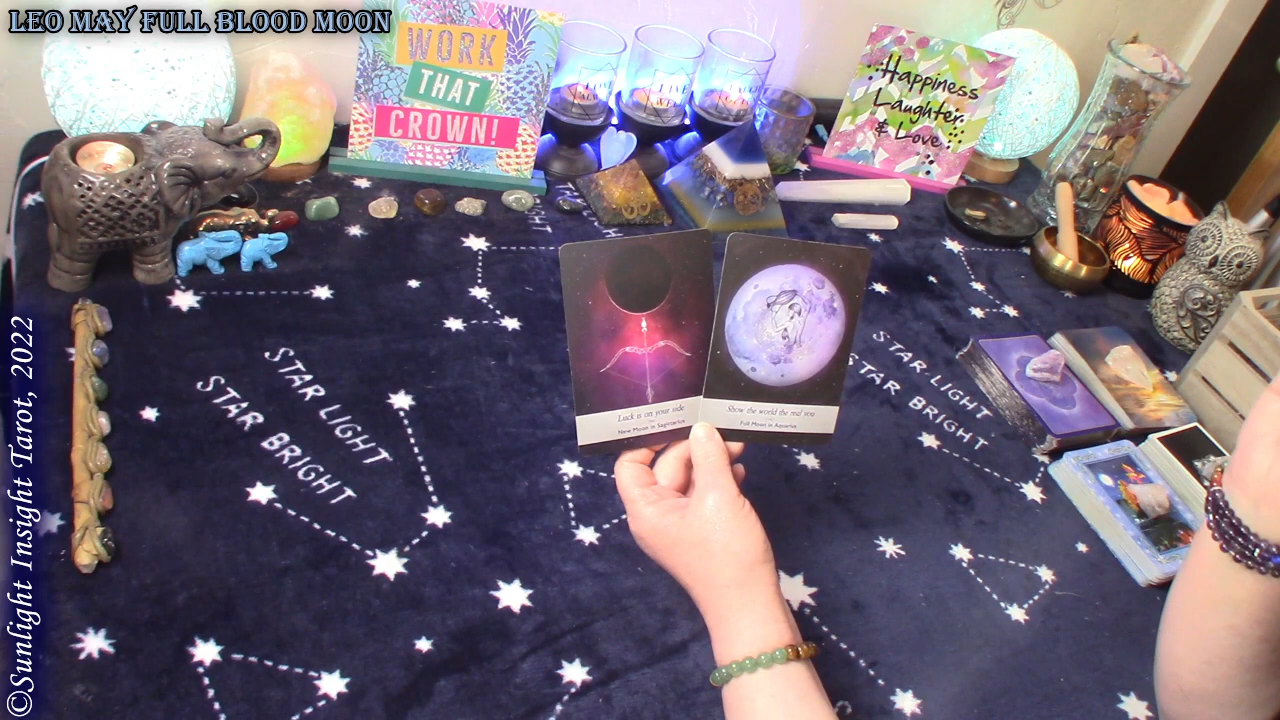 LEO MAY FULL BLOOD MOON
WORK
THAT
CROWN!
Happiness
Laughter
& Love
Luck is on your side
New Moon in Sagittarius
Show the world the real you
Full Moon in Aquarius
STAR LIGHT
STAR BRIGHT
STAR LIGHT
STAR BRIGHT
©Sunlight Insight Tarot, 2022